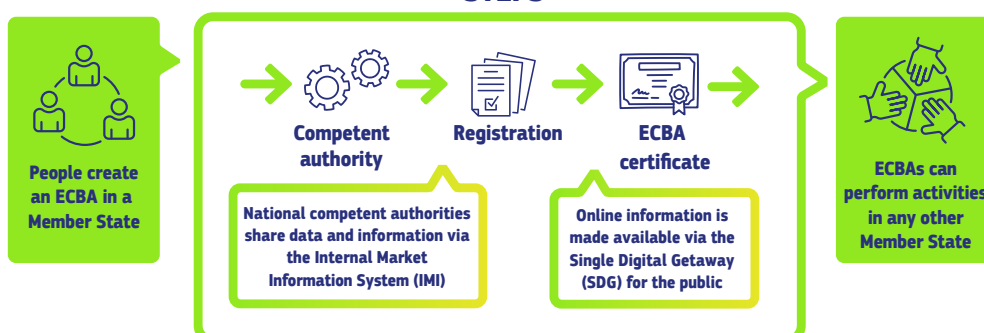 STEPS
People create
an ECBA in a
Member State
Competent
authority
Registration
ECBA
certificate
National competent authorities
share data and information via
the Internal Market
Information System (IMI)
Online information is
made available via the
Single Digital Getaway
(SDG) for the public
ECBAs can
perform activities
in any other
Member State